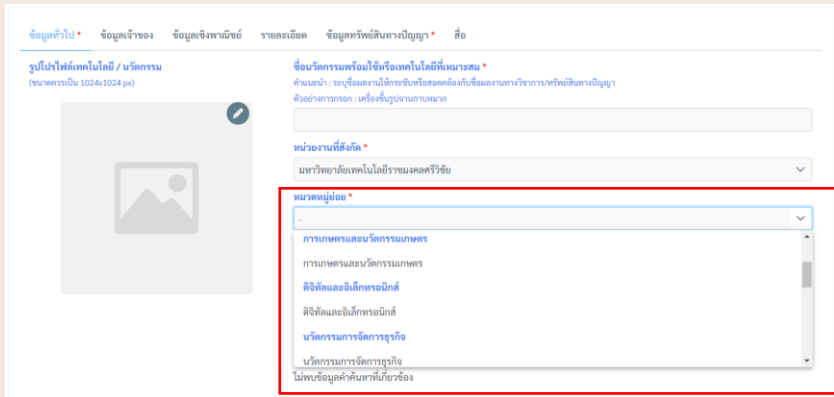 ข้อมูลทั่วไป * ข้อมูลเจ้าของ ข้อมูลเชิงพาณิชย์ รายละเอียด ข้อมูลทรัพย์สินทางปัญญา * สื่อ
รูปโปรไฟล์เทคโนโลยี / นวัตกรรม
(ขนาดควรเป็น 1024x1024 px)
ชื่อนวัตกรรมพร้อมใช้หรือเทคโนโลยีที่เหมาะสม *
คำแนะนำ : ระบุชื่อผลงานให้กระชับหรือสอดคล้องกับชื่อผลงานทางวิชาการ/ทรัพย์สินทางปัญญา
ตัวอย่างการกรอก : เครื่องขึ้นรูปจานกาบหมาก
หน่วยงานที่สังกัด *
มหาวิทยาลัยเทคโนโลยีราชมงคลศรีวิชัย
หมวดหมู่ย่อย *
-
การเกษตรและนวัตกรรมเกษตร
การเกษตรและนวัตกรรมเกษตร
ดิจิทัลและอิเล็กทรอนิกส์
ดิจิทัลและอิเล็กทรอนิกส์
นวัตกรรมการจัดการธุรกิจ
นวัตกรรมการจัดการธุรกิจ
ไม่พบข้อมูลคำค้นหาที่เกี่ยวข้อง